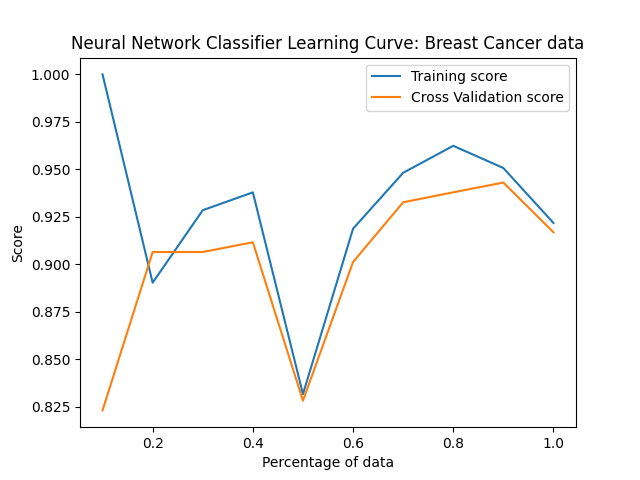 Neural Network Classifier Learning Curve: Breast Cancer data
Training score
Cross Validation score
1.000
0.975
0.950
0.925
0.900
0.875
0.850
0.825
Score
0.2
0.4
0.6
0.8
1.0
Percentage of data